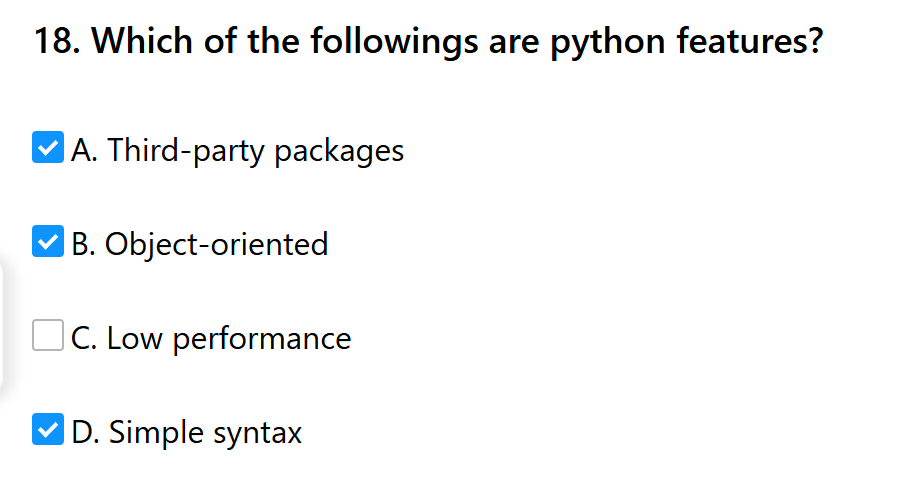 18. Which of the followings are python features?
A. Third-party packages
B. Object-oriented
C. Low performance
D. Simple syntax